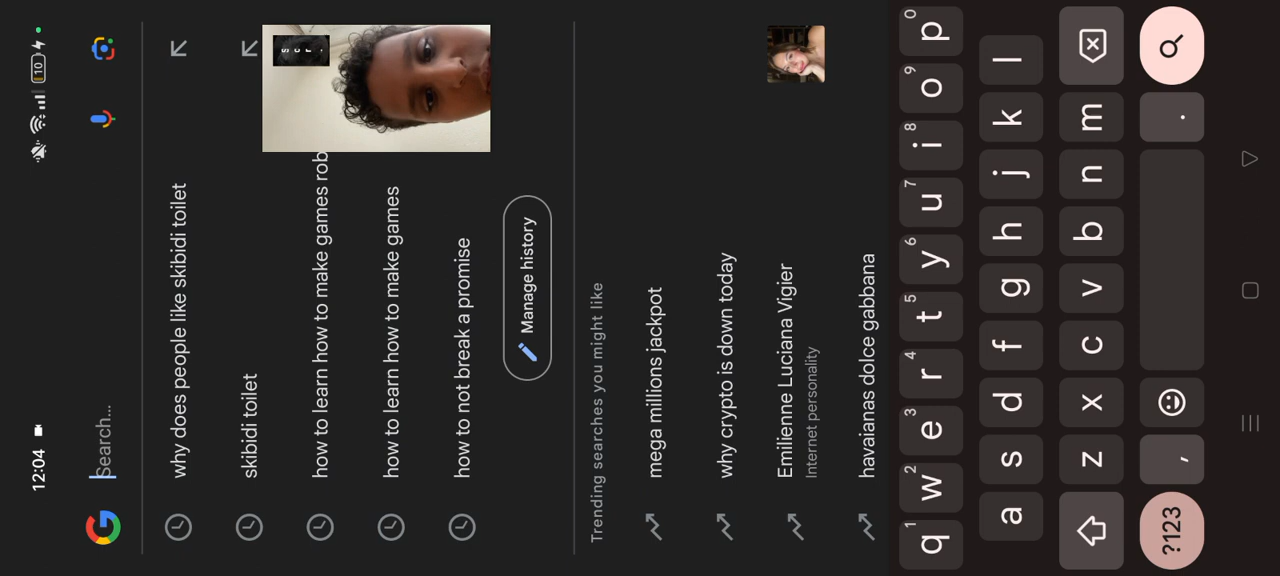 12:04
10
Search...
why does people like skibidi toilet
skibidi toilet
how to learn how to make games rob
how to learn how to make games
how to not break a promise
Manage history
Trending searches you might like
mega millions jackpot
why crypto is down today
Emilienne Luciana Vigier
Internet personality
havaianas dolce gabbana
1 2 3 4 5 6 7 8 9 0
q w e r t y u i o p
a s d f g h j k l
z x c v b n m
?123 , .